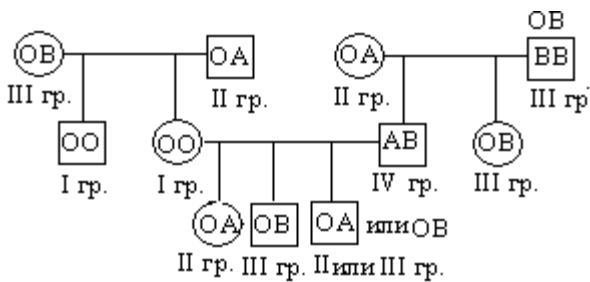 OB
OB OA OA BB
III гр. II гр. II гр. III гр
OO OO AB OB
I гр. I гр. IV гр. III гр.
OA OB OA или OB
II гр. III гр. II или III гр.